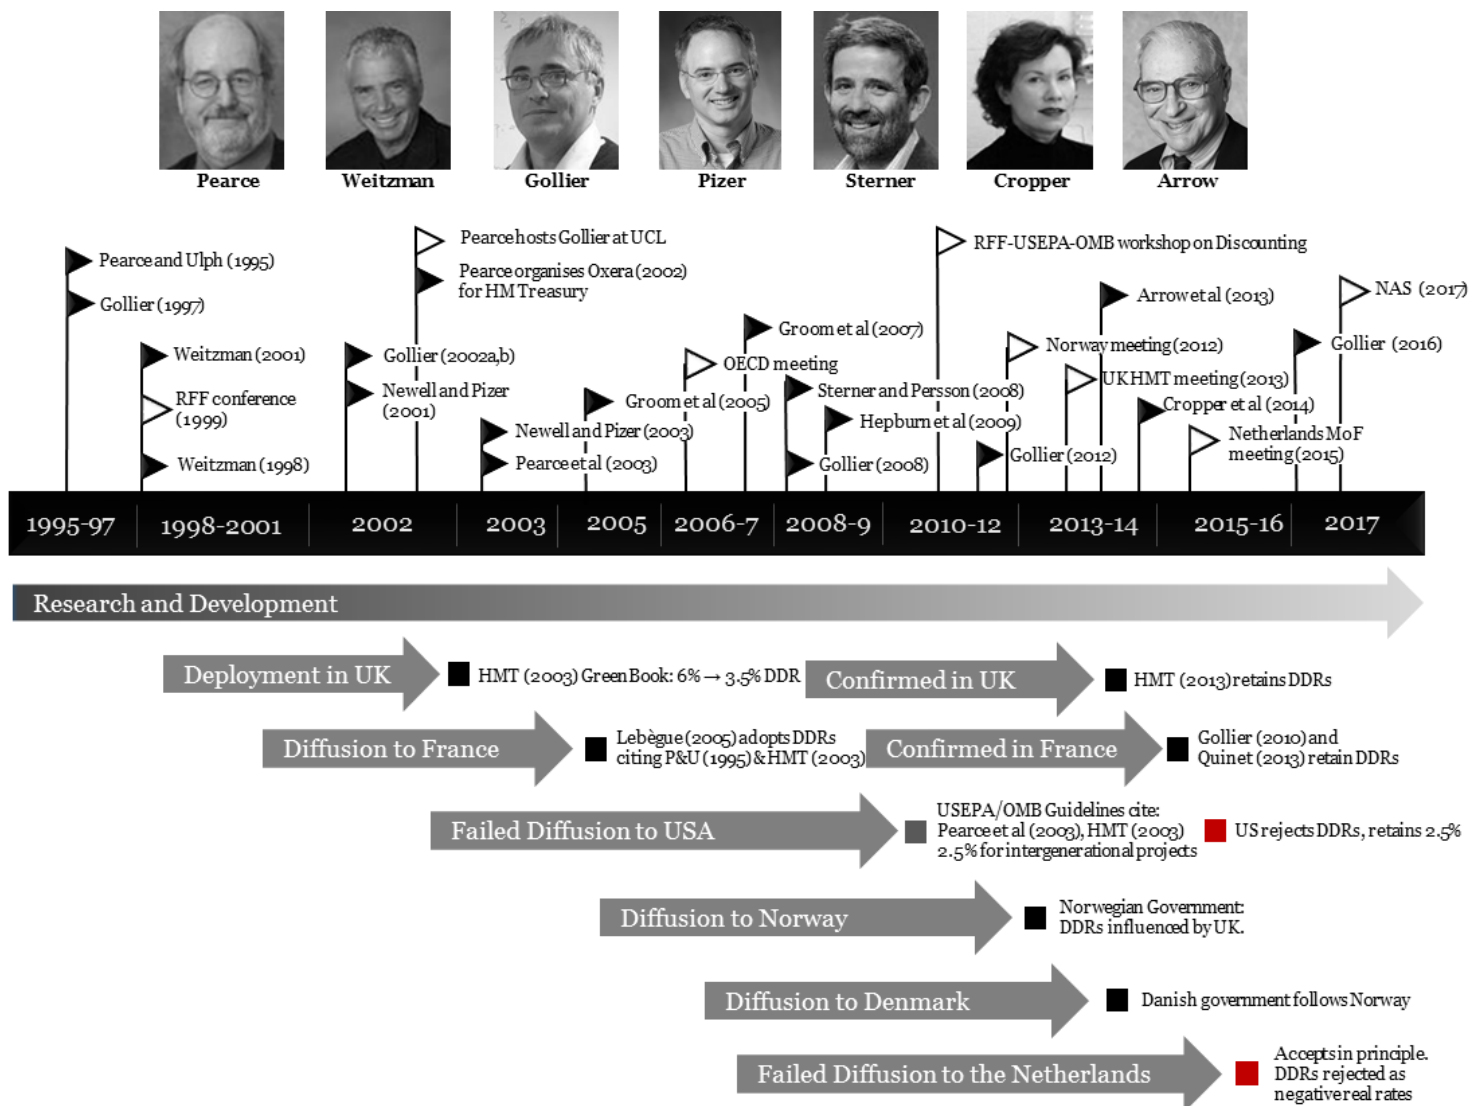 Pearce
Weitzman
Gollier
Pizer
Sterner
Cropper
Arrow
Pearce and Ulph (1995)
Gollier (1997)
Weitzman (2001)
RFF conference
(1999)
Weitzman (1998)
Pearce hosts Gollier at UCL
Pearce organises Oxera (2002)
for HM Treasury
Gollier (2002a,b)
Newell and Pizer
(2001)
Newell and Pizer (2003)
Pearce et al (2003)
Groom et al (2005)
OECD meeting
Groom et al (2007)
Sterner and Persson (2008)
Hepburn et al (2009)
Gollier (2008)
RFF-USEPA-OMB workshop on Discounting
Gollier (2012)
Norway meeting (2012)
UK HMT meeting (2013)
Arrow et al (2013)
Cropper et al (2014)
Netherlands MoF
meeting (2015)
Gollier (2016)
NAS (2017)
1995-97
1998-2001
2002
2003
2005
2006-7
2008-9
2010-12
2013-14
2015-16
2017
Research and Development
Deployment in UK
HMT (2003) Green Book: 6% → 3.5% DDR
Confirmed in UK
HMT (2013) retains DDRs
Diffusion to France
Lebègue (2005) adopts DDRs
citing P&U (1995) & HMT (2003)
Confirmed in France
Gollier (2010) and
Quinet (2013) retain DDRs
Failed Diffusion to USA
USEPA/OMB Guidelines cite:
Pearce et al (2003), HMT (2003)
2.5% for intergenerational projects
US rejects DDRs, retains 2.5%
Diffusion to Norway
Norwegian Government:
DDRs influenced by UK.
Diffusion to Denmark
Danish government follows Norway
Failed Diffusion to the Netherlands
Accepts in principle.
DDRs rejected as
negative real rates